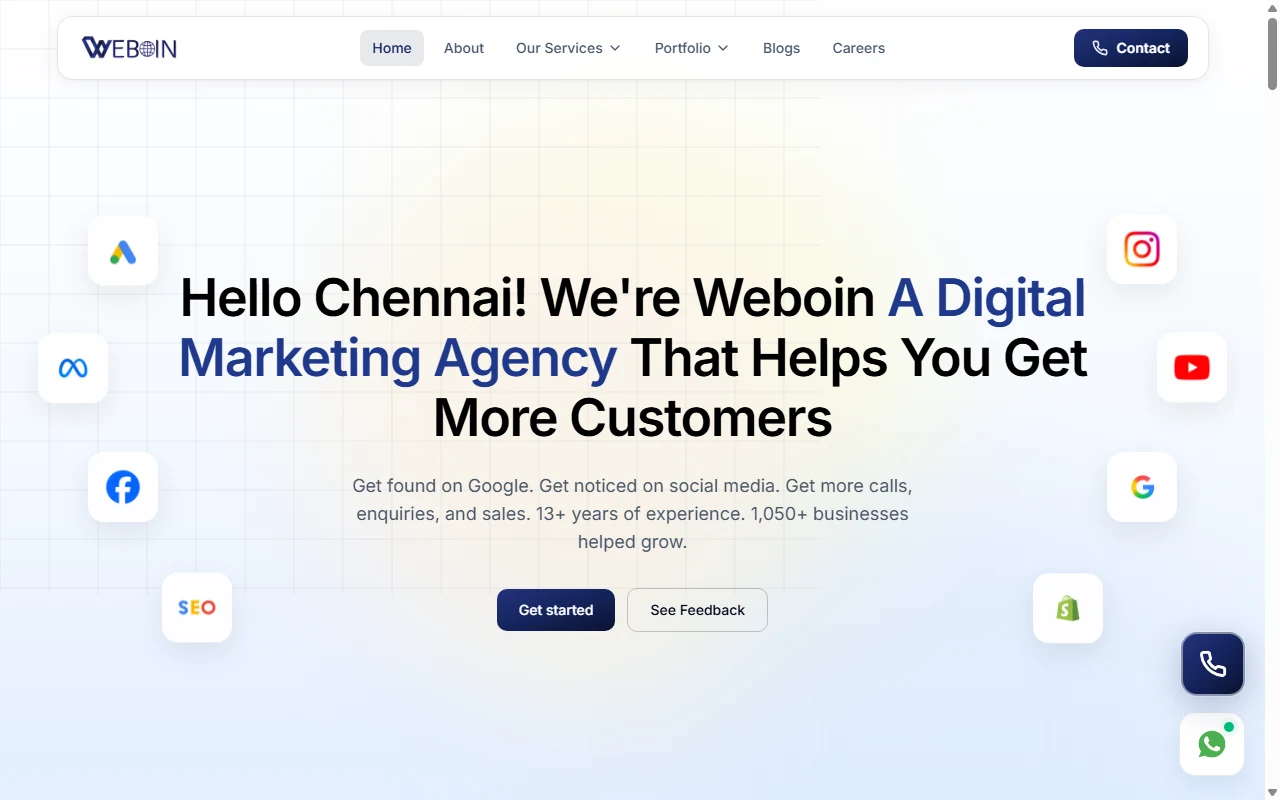 WEBOIN
Home
About
Our Services
Portfolio
Blogs
Careers
Contact
Hello Chennai! We're Weboin A Digital
Marketing Agency That Helps You Get
More Customers
Get found on Google. Get noticed on social media. Get more calls,
enquiries, and sales. 13+ years of experience. 1,050+ businesses
helped grow.
SEO
Get started
See Feedback